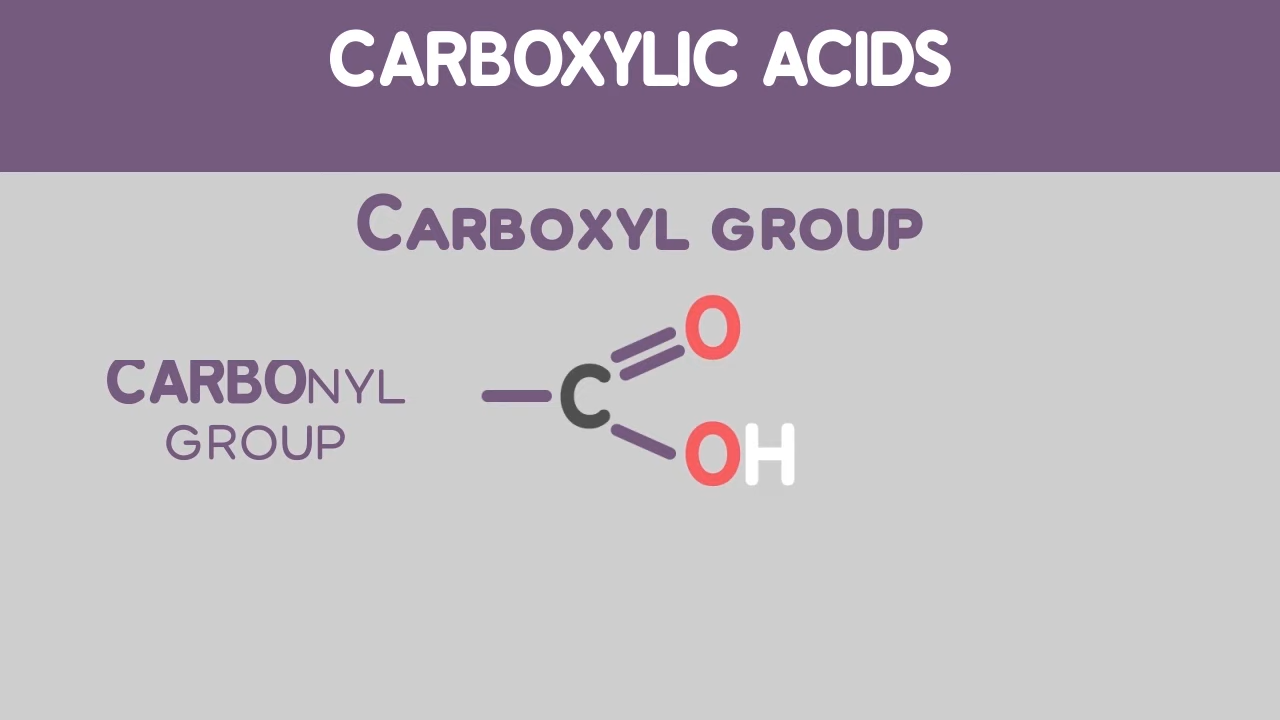 CARBOXYLIC ACIDS
CARBOXYL GROUP
O
CARBONYL
C
GROUP
OH